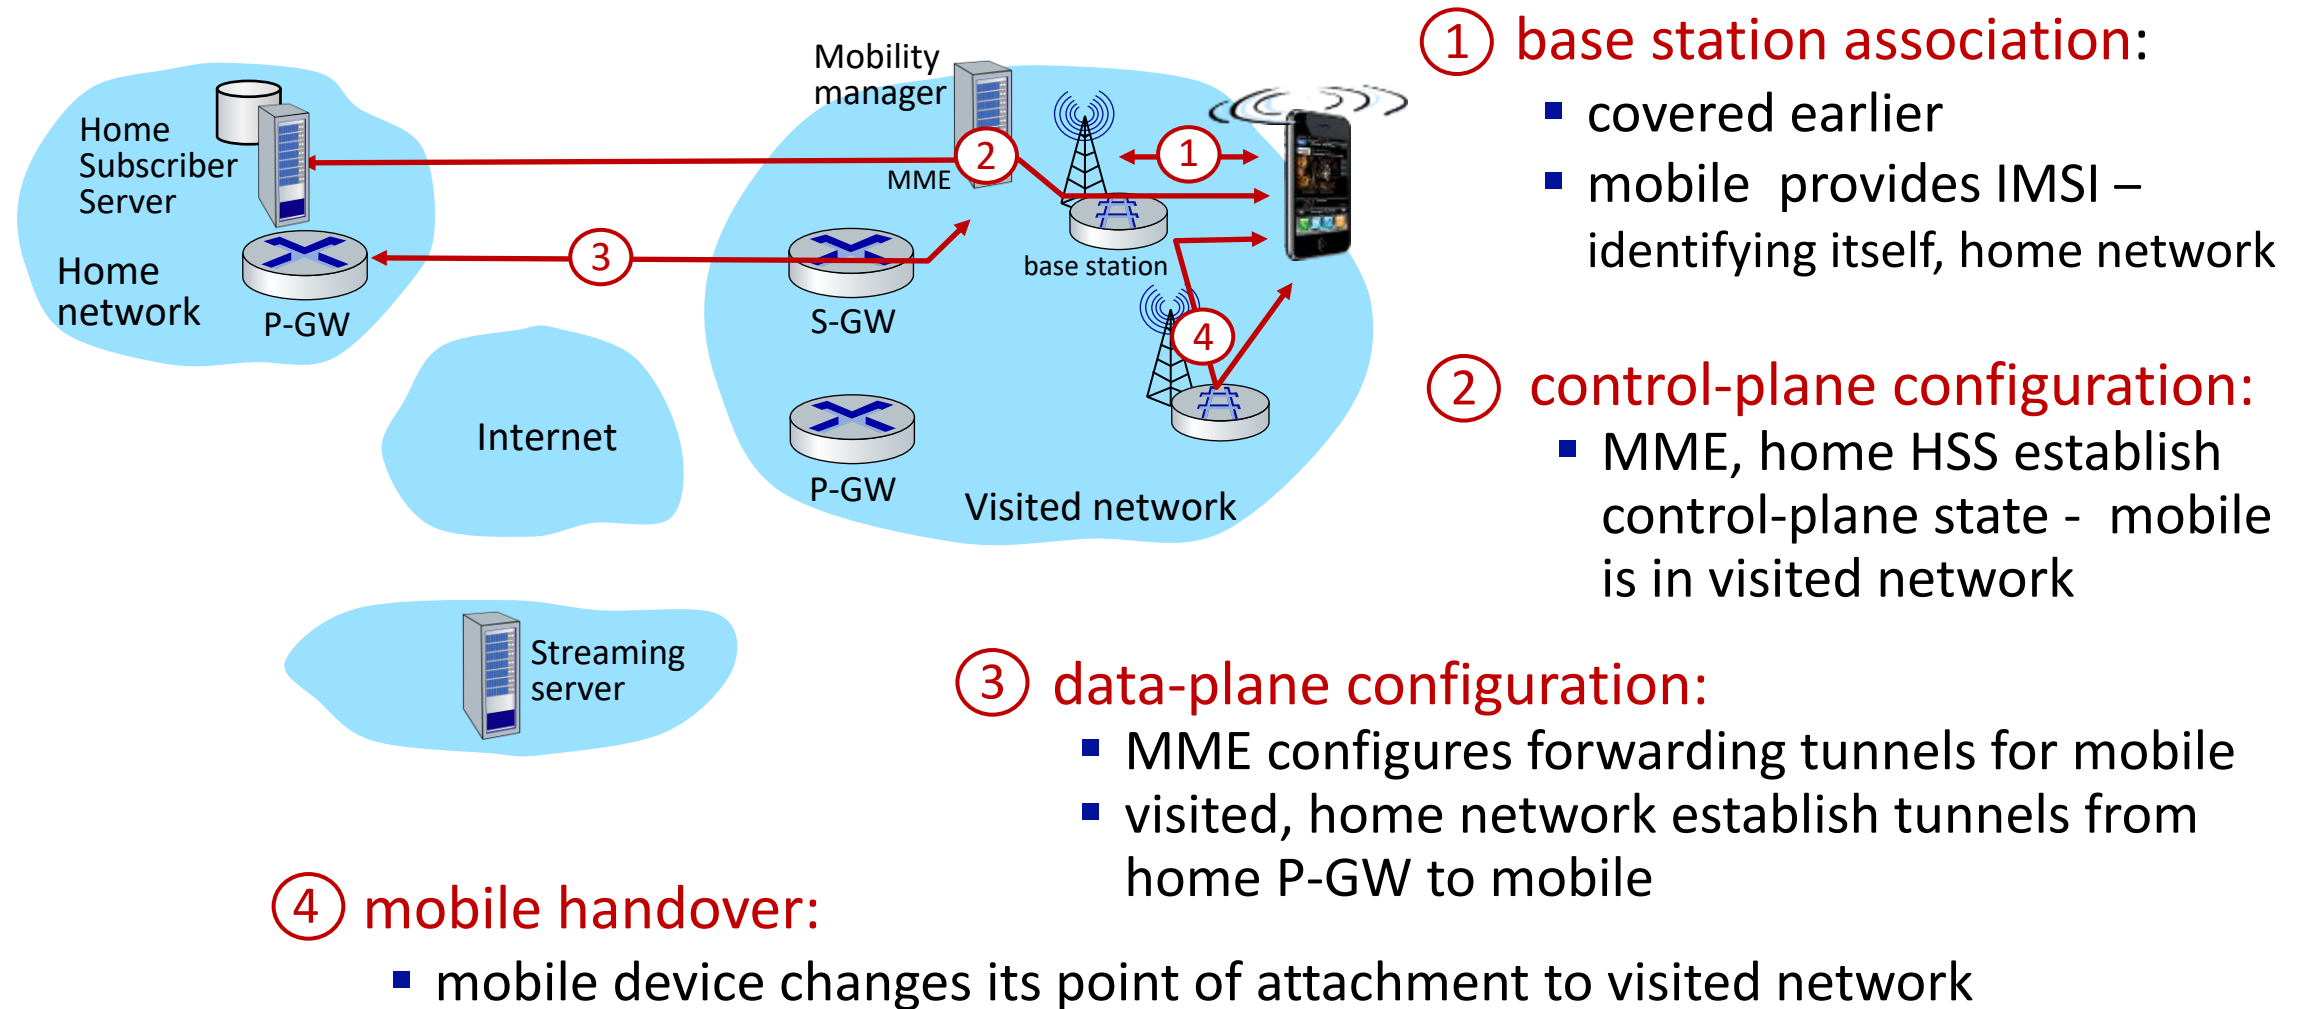 Mobility
manager
Home
Subscriber
Server
MME
2
1
Home
network
P-GW
3
S-GW
base station
4
Internet
P-GW
Visited network
Streaming
server
1 base station association:
▪ covered earlier
▪ mobile provides IMSI –
identifying itself, home network
2 control-plane configuration:
▪ MME, home HSS establish
control-plane state - mobile
is in visited network
3 data-plane configuration:
▪ MME configures forwarding tunnels for mobile
▪ visited, home network establish tunnels from
home P-GW to mobile
4 mobile handover:
▪ mobile device changes its point of attachment to visited network